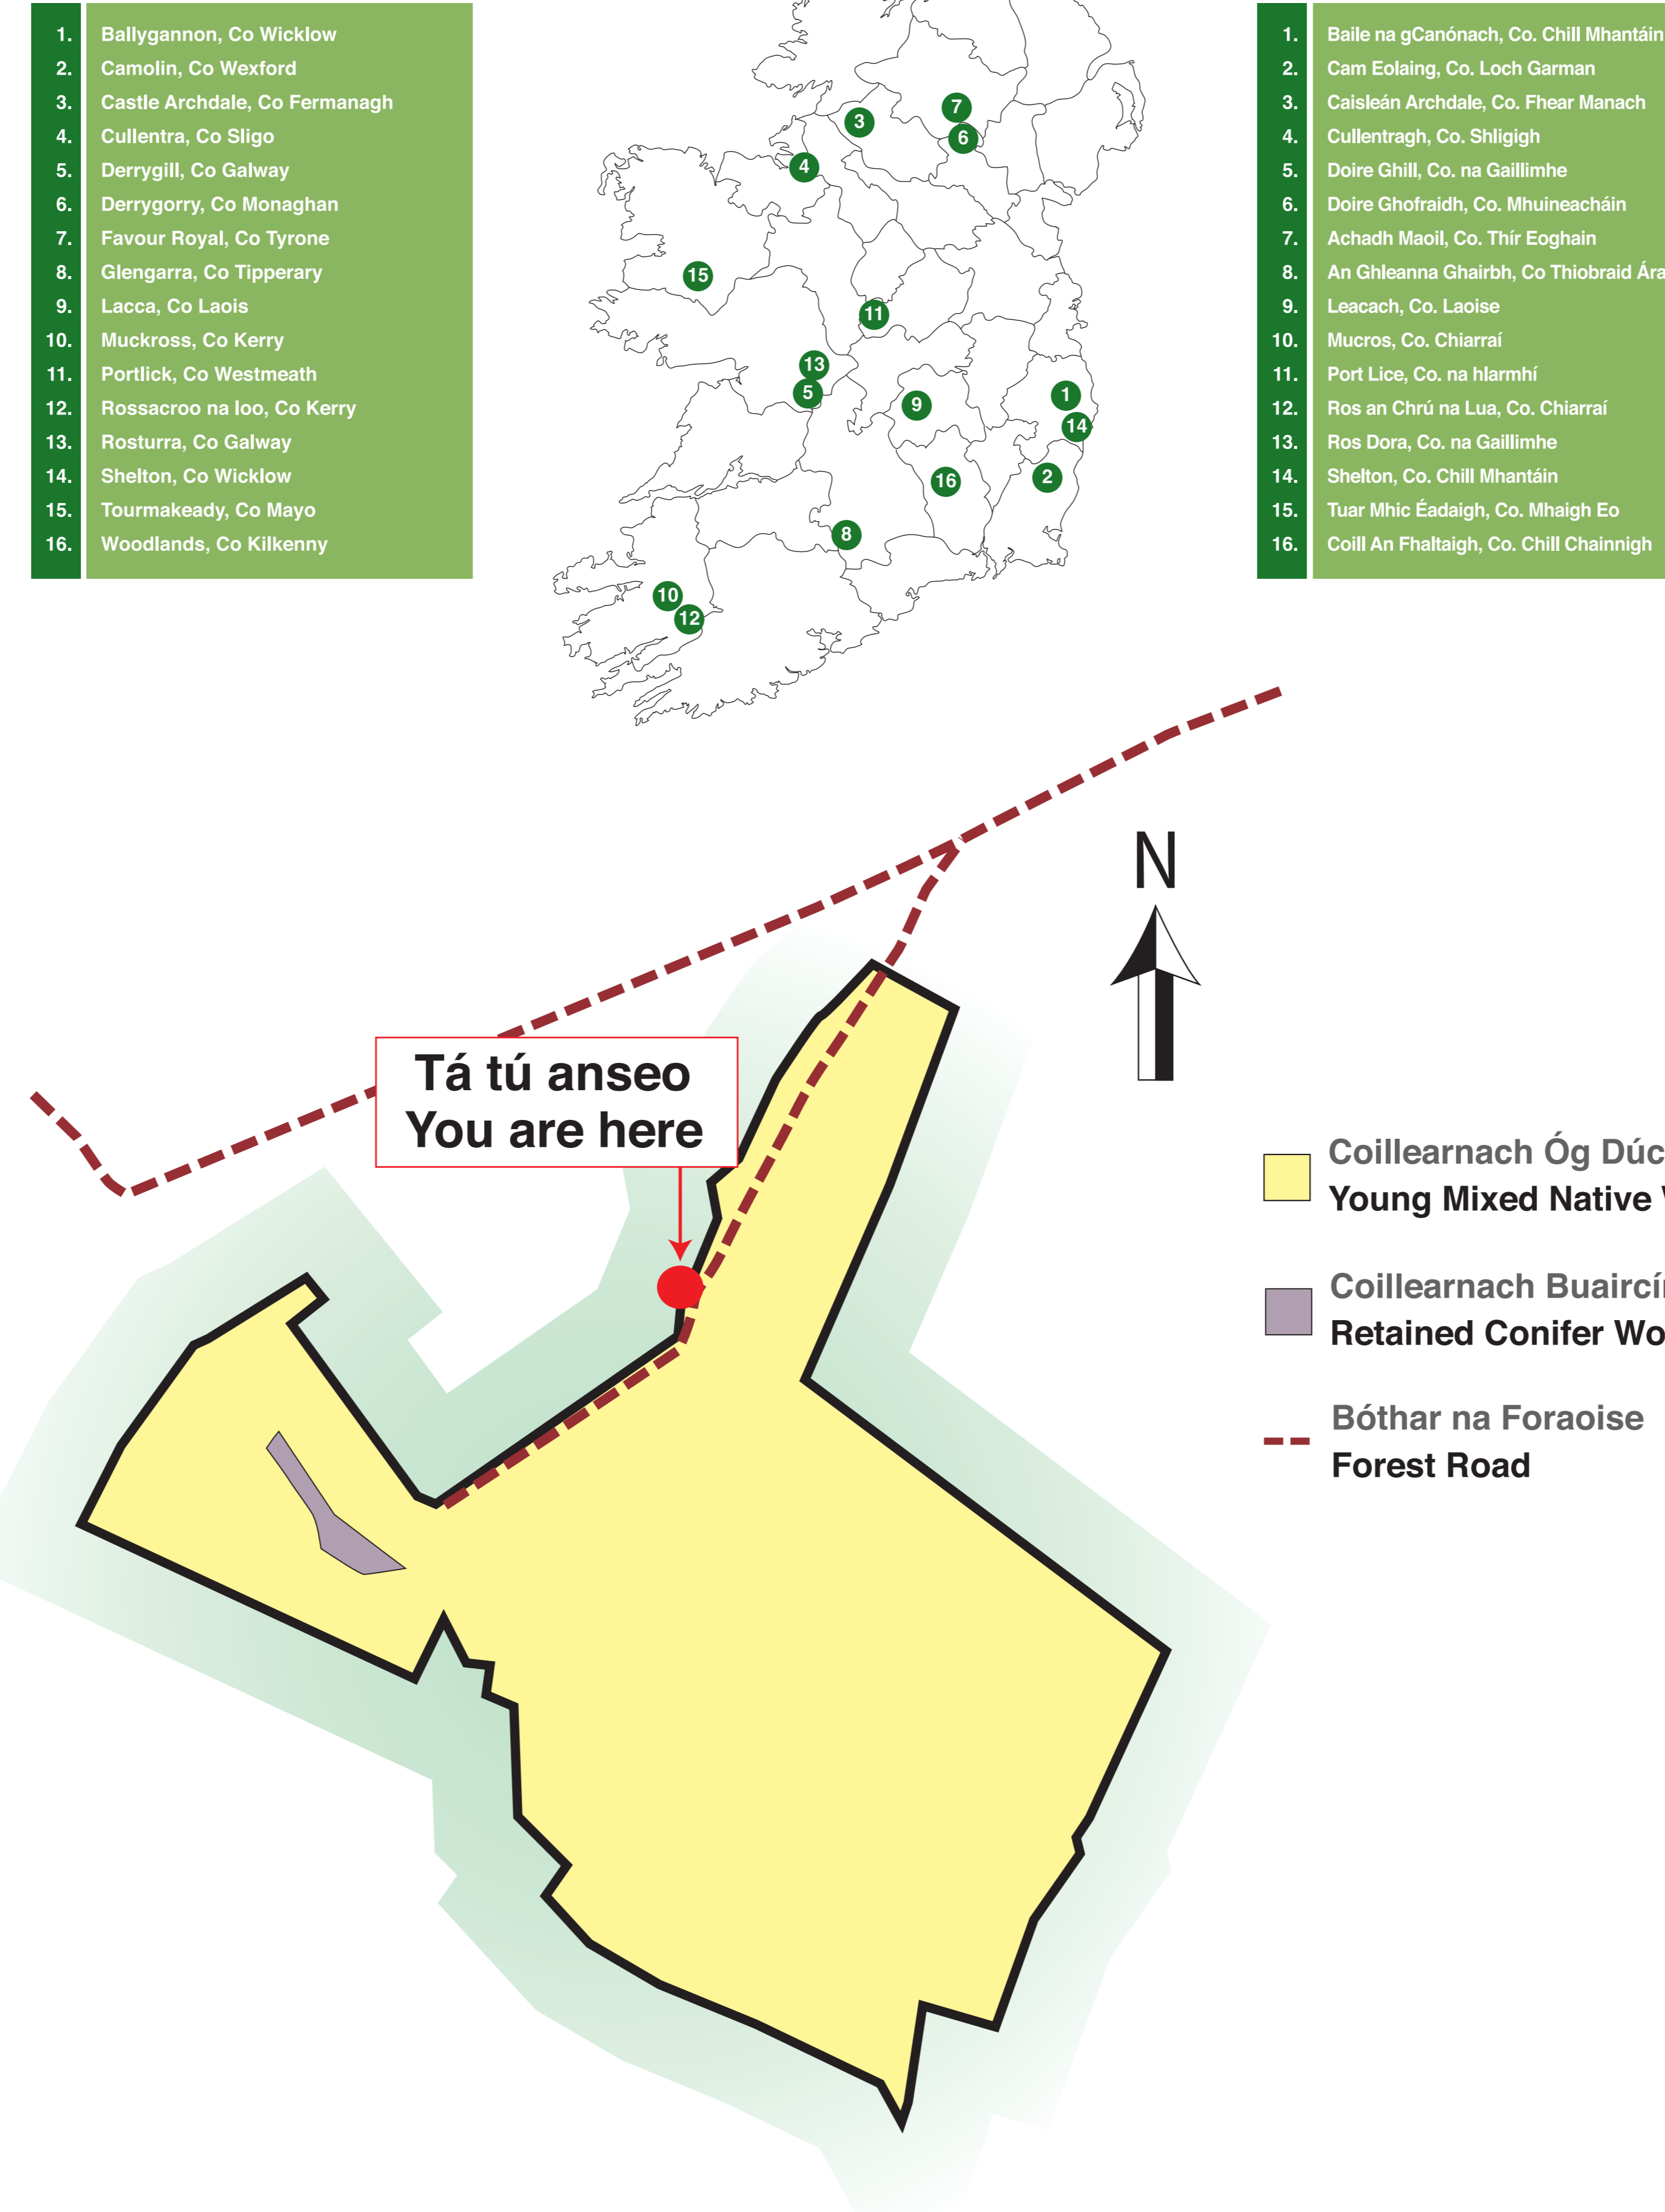 1. Ballygannon, Co Wicklow
2. Camolin, Co Wexford
3. Castle Archdale, Co Fermanagh
4. Cullentra, Co Sligo
5. Derrygill, Co Galway
6. Derrygorry, Co Monaghan
7. Favour Royal, Co Tyrone
8. Glengarra, Co Tipperary
9. Lacca, Co Laois
10. Muckross, Co Kerry
11. Portlick, Co Westmeath
12. Rossacroo na loo, Co Kerry
13. Rosturra, Co Galway
14. Shelton, Co Wicklow
15. Tourmakeady, Co Mayo
16. Woodlands, Co Kilkenny
7
3
6
4
15
11
13
5
9
1
14
16
2
8
10
12
1. Baile na gCanónach, Co. Chill Mhantáin
2. Cam Eolaing, Co. Loch Garman
3. Caisleán Archdale, Co. Fhear Manach
4. Cullentragh, Co. Shligigh
5. Doire Ghill, Co. na Gaillimhe
6. Doire Ghofraidh, Co. Mhuineacháin
7. Achadh Maoil, Co. Thír Eoghain
8. An Ghleanna Ghairbh, Co Thiobraid Ára
9. Leacach, Co. Laoise
10. Mucros, Co. Chiarraí
11. Port Lice, Co. na hIarmhí
12. Ros an Chrú na Lua, Co. Chiarraí
13. Ros Dora, Co. na Gaillimhe
14. Shelton, Co. Chill Mhantáin
15. Tuar Mhic Éadaigh, Co. Mhaigh Eo
16. Coill An Fhaltaigh, Co. Chill Chainnigh
N
Tá tú anseo
You are here
Coillearnach Óg Dúc
Young Mixed Native
Coillearnach Buaircí
Retained Conifer Wo
Bóthar na Foraoise
Forest Road